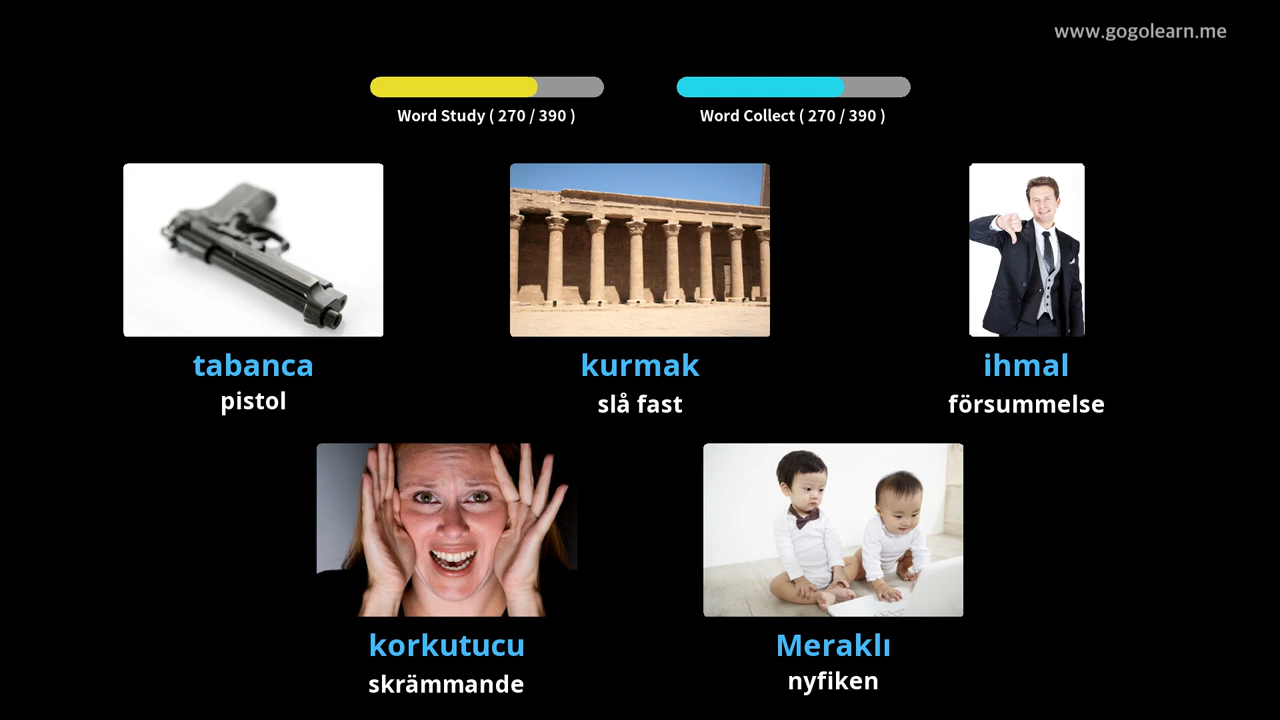 www.gogolearn.me
Word Study ( 270 / 390 )
Word Collect ( 270 / 390 )
tabanca
pistol
kurmak
slå fast
ihmal
försummelse
korkutucu
skrämmande
Meraklı
nyfiken